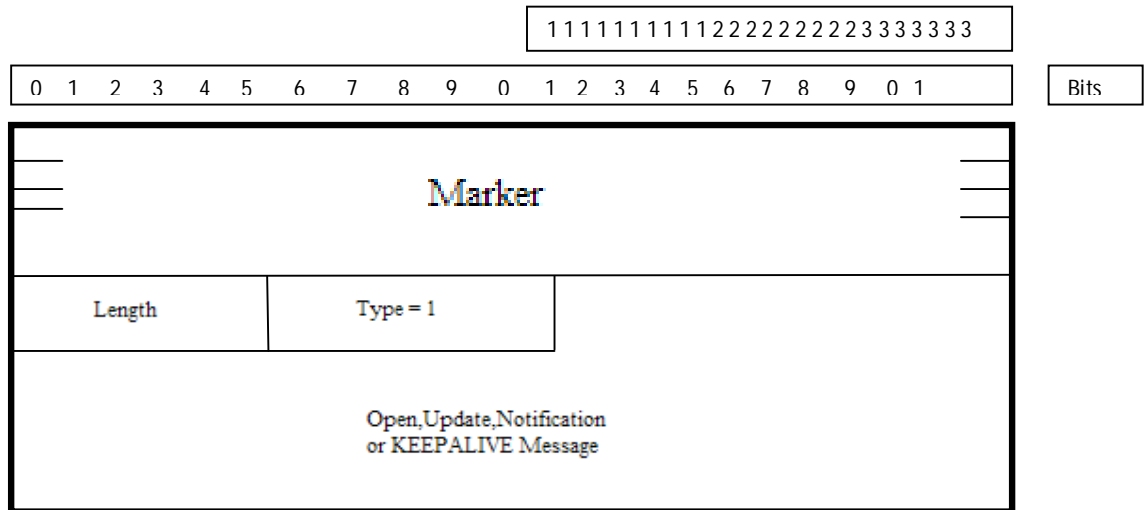 1 1 1 1 1 1 1 1 1 1 2 2 2 2 2 2 2 2 2 3 3 3 3 3 3 3
0 1 2 3 4 5 6 7 8 9 0 1 2 3 4 5 6 7 8 9 0 1
Bits
Marker
Length
Type = 1
Open,Update,Notification
or KEEPALIVE Message